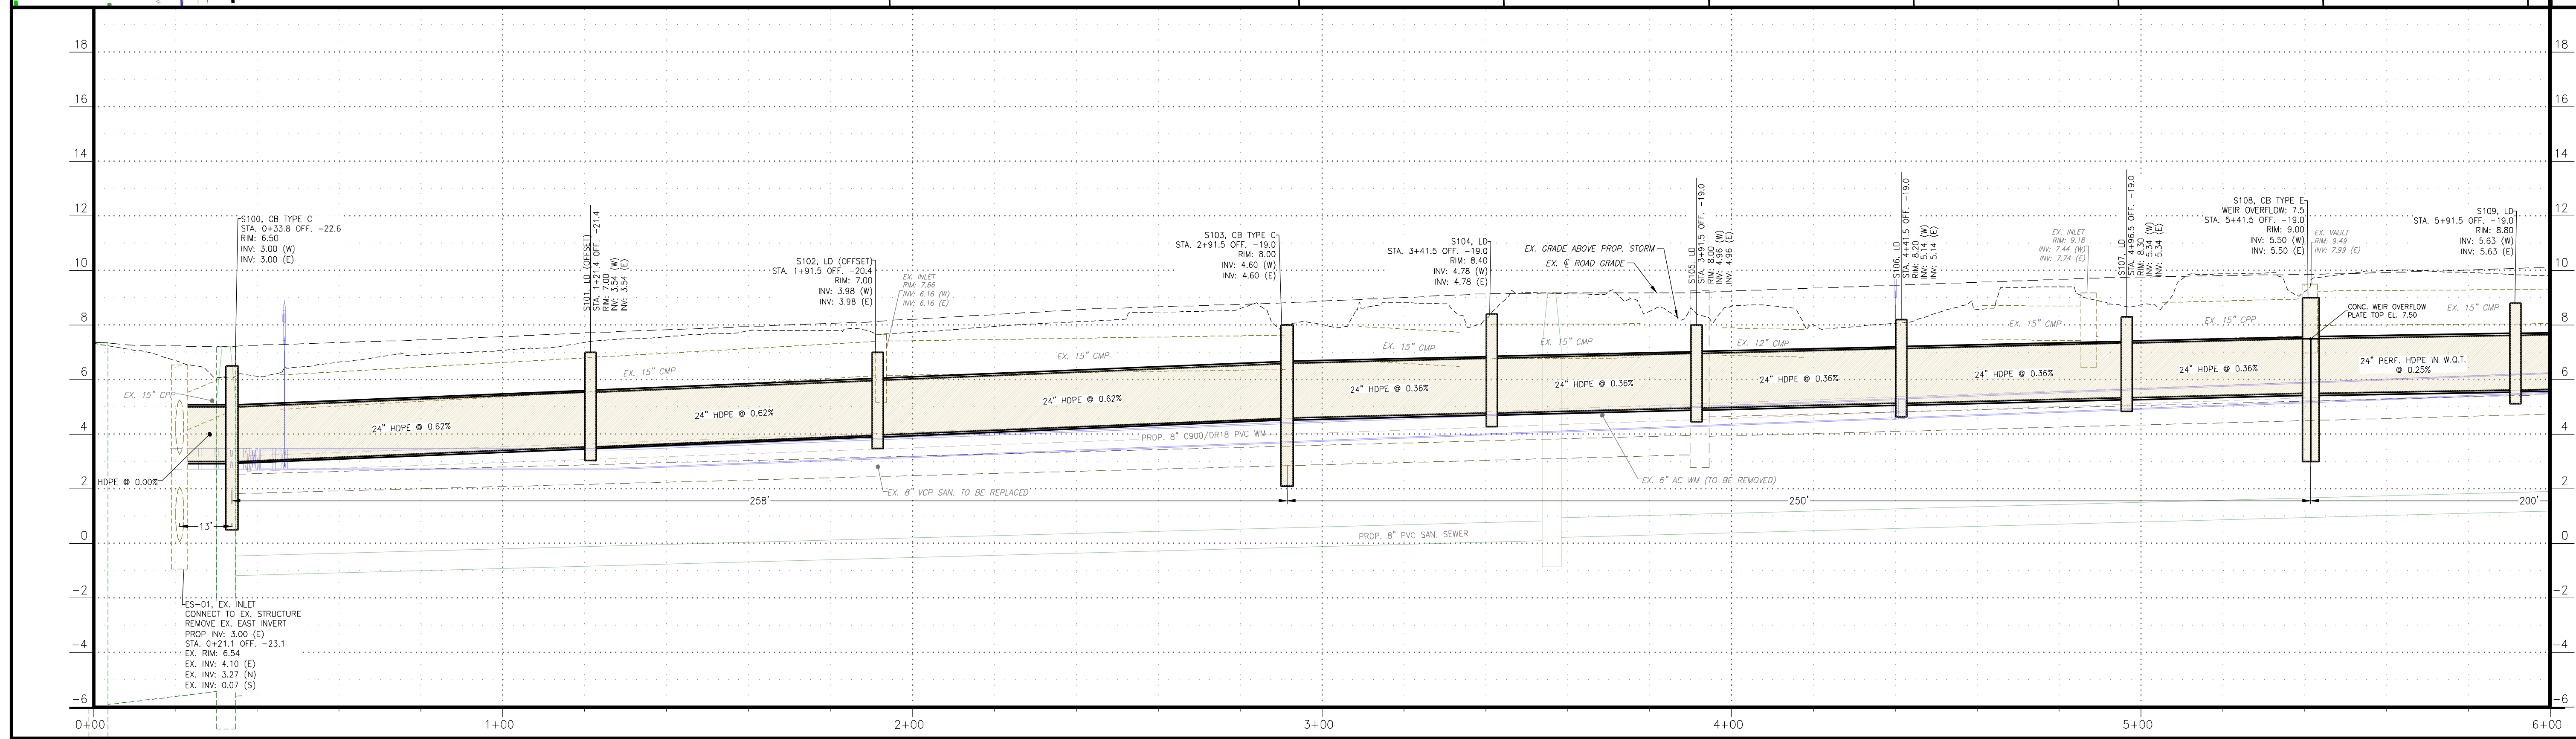 18
16
14
12
10
8
6
4
2
0
-2
-4
-6
S100, CB TYPE C
STA. 0+33.8 OFF. -22.6
RIM: 6.50
INV: 3.00 (W)
INV: 3.00 (E)
S101, LD (OFFSET)
STA. 1+21.4 OFF. -21.4
RIM: 7.00
INV: 3.54 (W)
INV: 3.54 (E)
S102, LD (OFFSET)
STA. 1+91.5 OFF. -20.4
RIM: 7.00
INV: 3.98 (W)
INV: 3.98 (E)
EX. INLET
RIM: 7.66
INV: 6.16 (W)
INV: 6.16 (E)
S103, CB TYPE C
STA. 2+91.5 OFF. -19.0
RIM: 8.00
INV: 4.60 (W)
INV: 4.60 (E)
S104, LD
STA. 3+41.5 OFF. -19.0
RIM: 8.40
INV: 4.78 (W)
INV: 4.78 (E)
EX. GRADE ABOVE PROP. STORM
EX. ℄ ROAD GRADE
S105, LD
STA. 3+91.5 OFF. -19.0
RIM: 8.00
INV: 4.96 (W)
INV: 4.96 (E)
S106, LD
STA. 4+41.5 OFF. -19.0
RIM: 8.20
INV: 5.14 (W)
INV: 5.14 (E)
EX. INLET
RIM: 9.18
INV: 7.44 (W)
INV: 7.74 (E)
S107, LD
STA. 4+96.5 OFF. -19.0
RIM: 8.30
INV: 5.34 (W)
INV: 5.34 (E)
S108, CB TYPE E
WEIR OVERFLOW: 7.5
STA. 5+41.5 OFF. -19.0
RIM: 9.00
INV: 5.50 (W)
INV: 5.50 (E)
EX. VAULT
RIM: 9.49
INV: 7.99 (E)
S109, LD
STA. 5+91.5 OFF. -19.0
RIM: 8.80
INV: 5.63 (W)
INV: 5.63 (E)
CONC. WEIR OVERFLOW
PLATE TOP EL. 7.50
EX. 15" CPP
EX. 15" CMP
EX. 15" CMP
EX. 15" CMP
EX. 15" CMP
EX. 12" CMP
EX. 15" CMP
EX. 15" CPP
EX. 15" CMP
24" HDPE @ 0.62%
24" HDPE @ 0.62%
24" HDPE @ 0.62%
24" HDPE @ 0.36%
24" HDPE @ 0.36%
24" HDPE @ 0.36%
24" HDPE @ 0.36%
24" HDPE @ 0.36%
24" PERF. HDPE IN W.Q.T.
@ 0.25%
HDPE @ 0.00%
PROP. 8" C900/DR18 PVC WM
EX. 8" VCP SAN. TO BE REPLACED
EX. 6" AC WM (TO BE REMOVED)
13'
258'
250'
200'
PROP. 8" PVC SAN. SEWER
ES-01, EX. INLET
CONNECT TO EX. STRUCTURE
REMOVE EX. EAST INVERT
PROP INV: 3.00 (E)
STA. 0+21.1 OFF. -23.1
EX. RIM: 6.54
EX. INV: 4.10 (E)
EX. INV: 3.27 (N)
EX. INV: 0.07 (S)
18
16
14
12
10
8
6
4
2
0
-2
-4
-6
0+00
1+00
2+00
3+00
4+00
5+00
6+00